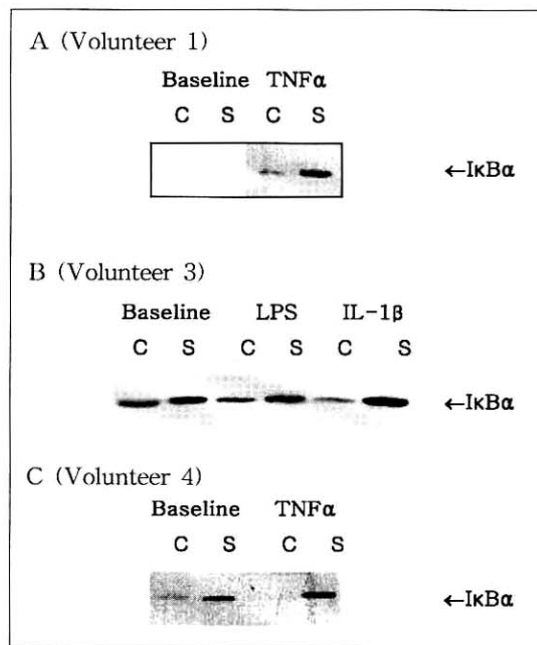 A (Volunteer 1)
Baseline TNFα
C S C S
←IκBα
B (Volunteer 3)
Baseline LPS IL-1β
C S C S C S
←IκBα
C (Volunteer 4)
Baseline TNFα
C S C S
←IκBα